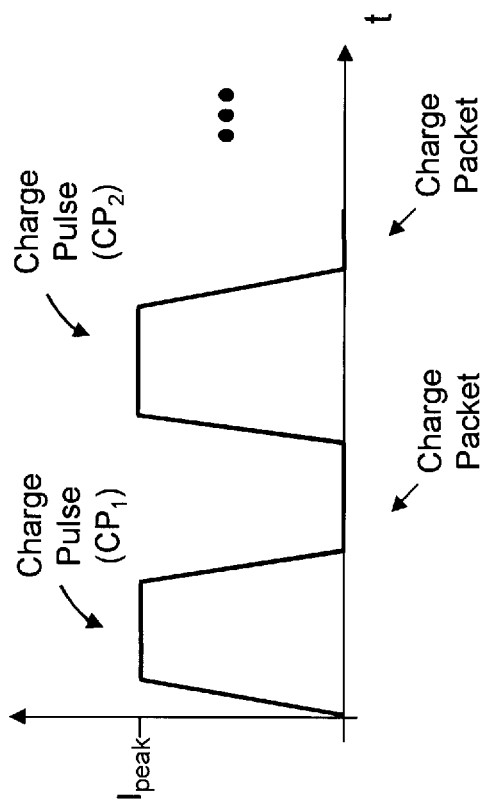 Charge
Pulse
(CP₁)
Charge
Pulse
(CP₂)
Iₚₑₐₖ
t
Charge
Packet
Charge
Packet